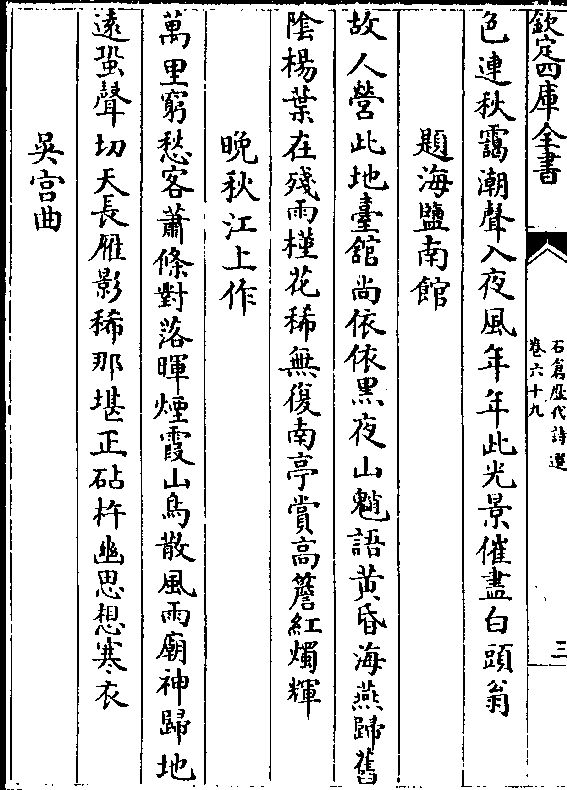 欽定四庫全書
石倉歷代詩選
卷六十九
三
色連秋靄潮聲入夜風年年此光景催盡白頭翁
題海鹽南館
故人營此地臺館尚依依黒夜山魈語黃昏海燕歸舊
陰楊葉在殘雨槿花稀無復南亭賞高簷紅燭輝
晚秋江上作
萬里窮愁客蕭條對落暉煙霞山鳥散風雨廟神歸地
遠蛩聲切天長雁影稀那堪正砧杵幽思想寒衣
吳宫曲